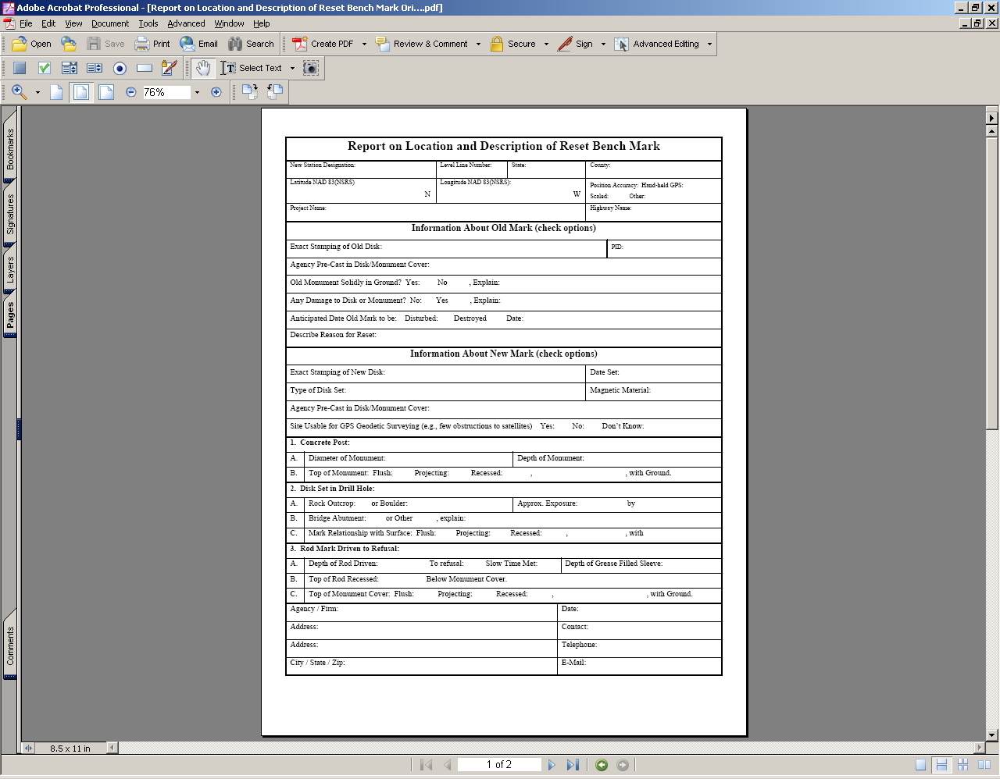 Adobe Acrobat Professional - [Report on Location and Description of Reset Bench Mark Ori....pdf]
File Edit View Document Tools Advanced Window Help
Open Save Print Email Search Create PDF Review & Comment Secure Sign Advanced Editing
Select Text
76%
Bookmarks
Signatures
Layers
Pages
Comments
Report on Location and Description of Reset Bench Mark
New Station Designation: Level Line Number: State: County:
Latitude NAD 83(NSRS) Longitude NAD 83(NSRS): Position Accuracy: Hand-held GPS:
N W Scaled: Other:
Project Name: Highway Name:
Information About Old Mark (check options)
Exact Stamping of Old Disk: PID:
Agency Pre-Cast in Disk/Monument Cover:
Old Monument Solidly in Ground? Yes: No , Explain:
Any Damage to Disk or Monument? No: Yes , Explain:
Anticipated Date Old Mark to be: Disturbed: Destroyed Date:
Describe Reason for Reset:
Information About New Mark (check options)
Exact Stamping of New Disk: Date Set:
Type of Disk Set: Magnetic Material:
Agency Pre-Cast in Disk/Monument Cover:
Site Usable for GPS Geodetic Surveying (e.g., few obstructions to satellites) Yes: No: Don't Know:
1. Concrete Post:
A. Diameter of Monument: Depth of Monument:
B. Top of Monument: Flush: Projecting: Recessed: , , with Ground.
2. Disk Set in Drill Hole:
A. Rock Outcrop: or Boulder: Approx. Exposure: by
B. Bridge Abutment: or Other , explain:
C. Mark Relationship with Surface: Flush: Projecting: Recessed: , , with
3. Rod Mark Driven to Refusal:
A. Depth of Rod Driven: To refusal: Slow Time Met: Depth of Grease Filled Sleeve:
B. Top of Rod Recessed: Below Monument Cover.
C. Top of Monument Cover: Flush: Projecting: Recessed: , , with Ground.
Agency / Firm: Date:
Address: Contact:
Address: Telephone:
City / State / Zip: E-Mail:
8.5 x 11 in
1 of 2